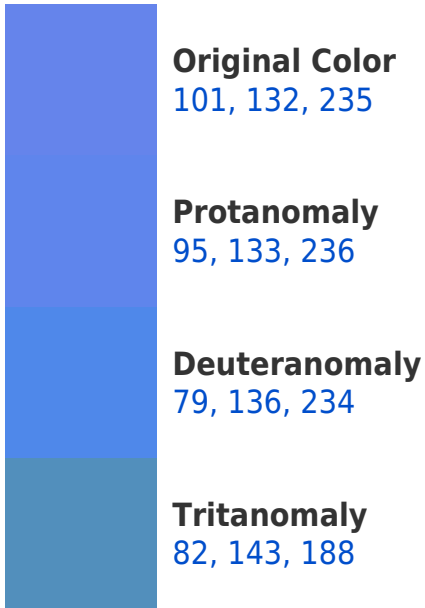 Original Color
101, 132, 235
Protanomaly
95, 133, 236
Deuteranomaly
79, 136, 234
Tritanomaly
82, 143, 188